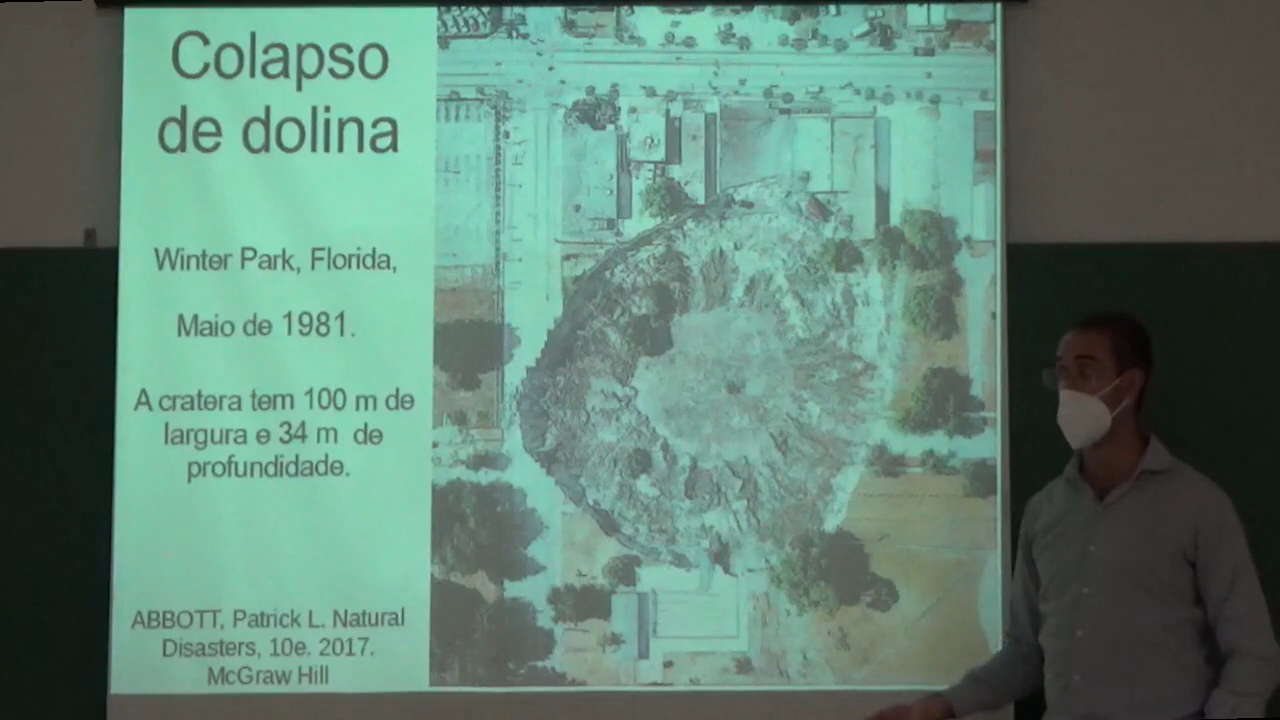 Colapso
de dolina
Winter Park, Florida,
Maio de 1981.
A cratera tem 100 m de
largura e 34 m de
profundidade.
ABBOTT, Patrick L. Natural
Disasters, 10e. 2017.
McGraw Hill